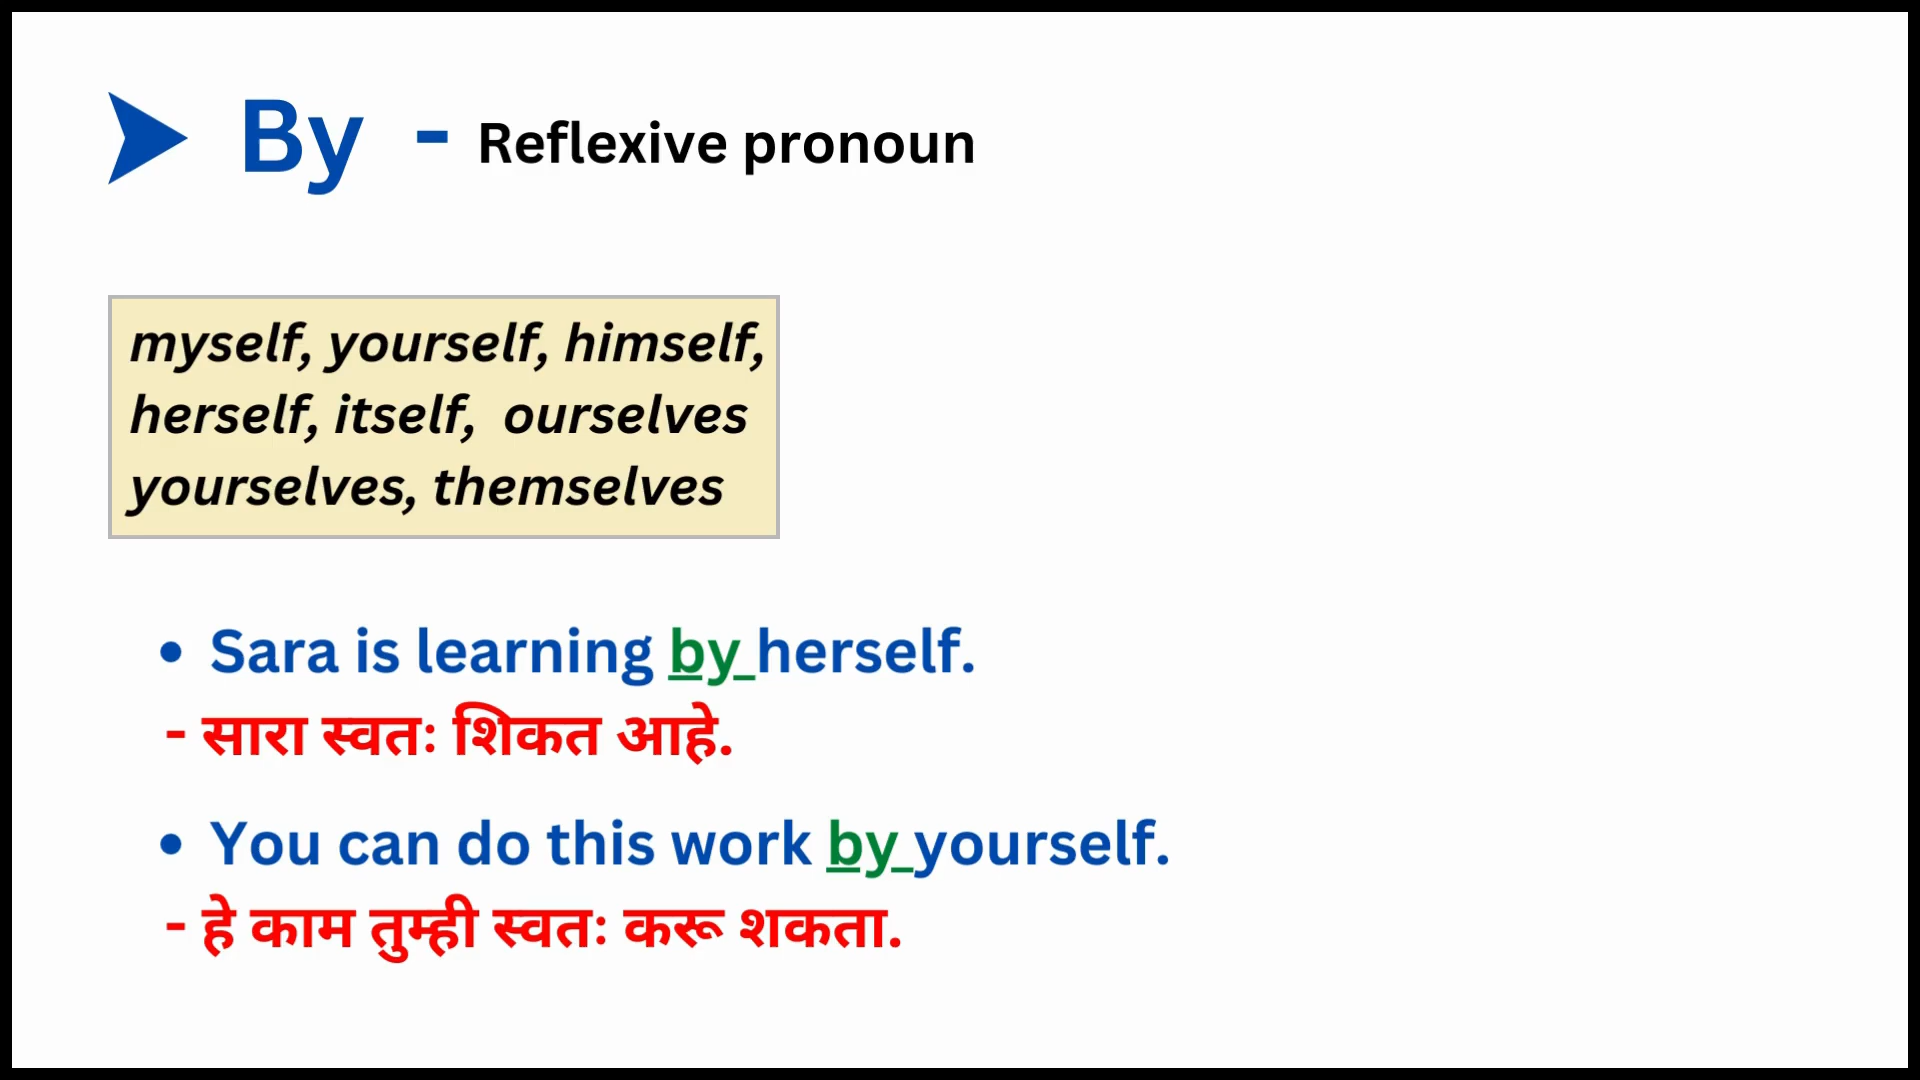 By - Reflexive pronoun
myself, yourself, himself,
herself, itself, ourselves
yourselves, themselves
• Sara is learning by herself.
- सारा स्वतः शिकत आहे.
• You can do this work by yourself.
- हे काम तुम्ही स्वतः करू शकता.